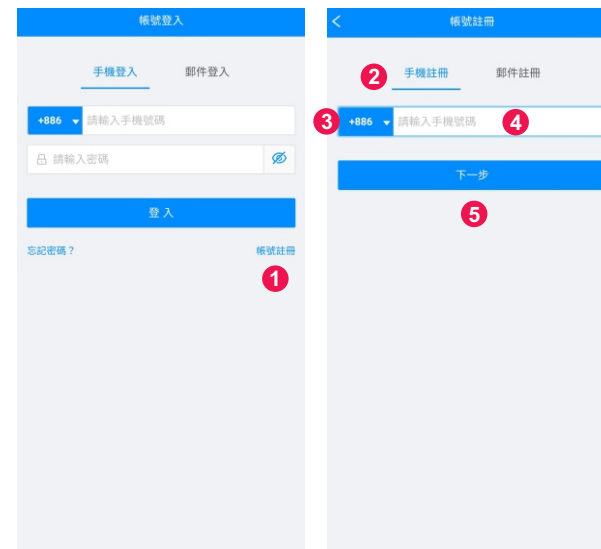 帳號登入
手機登入 郵件登入
+886 請輸入手機號碼
請輸入密碼
登入
忘記密碼？ 帳號註冊
1
帳號註冊
2 手機註冊 郵件註冊
3 +886 請輸入手機號碼 4
下一步
5